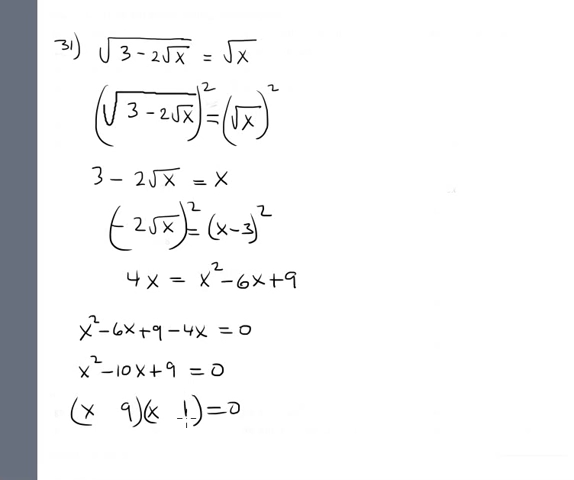 31) √(3 - 2√x) = √x
(√(3 - 2√x))² = (√x)²
3 - 2√x = x
(-2√x)² = (x-3)²
4x = x² - 6x + 9
x² - 6x + 9 - 4x = 0
x² - 10x + 9 = 0
(x 9)(x 1) = 0